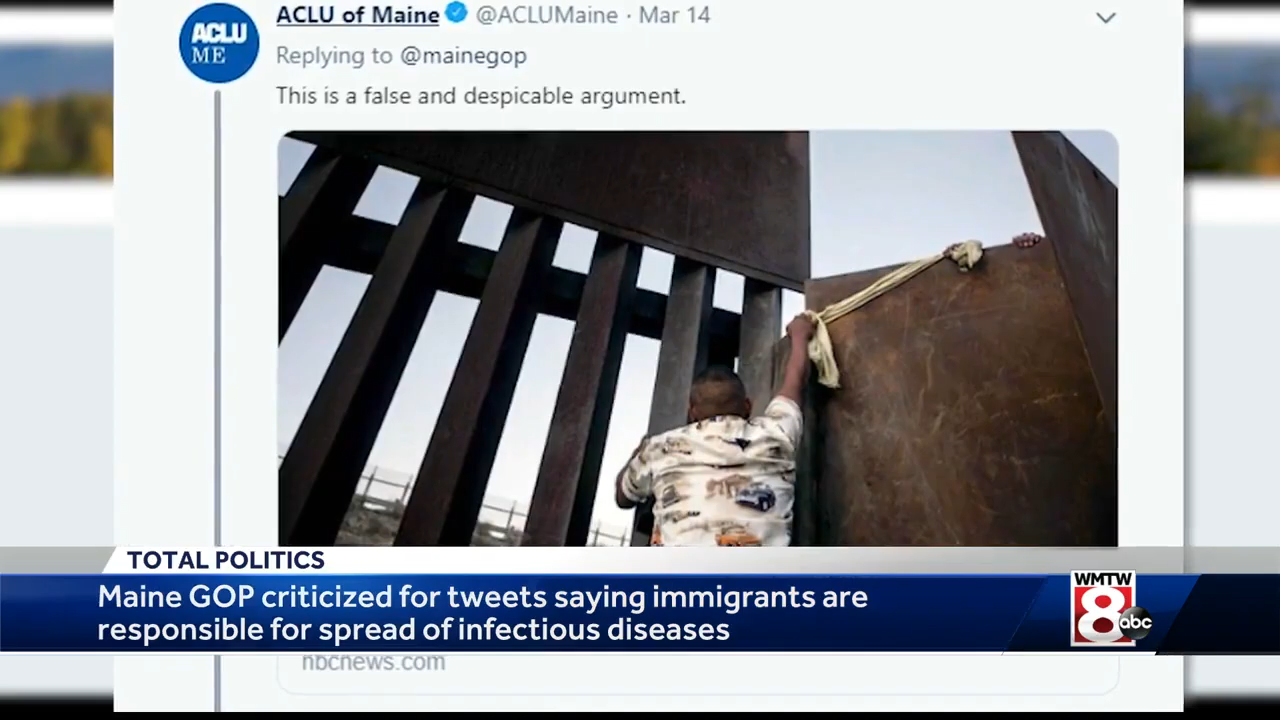 ACLU of Maine @ACLUMaine · Mar 14
ACLU
ME
Replying to @mainegop
This is a false and despicable argument.
TOTAL POLITICS
Maine GOP criticized for tweets saying immigrants are
responsible for spread of infectious diseases
WMTW
8
abc
nbcnews.com